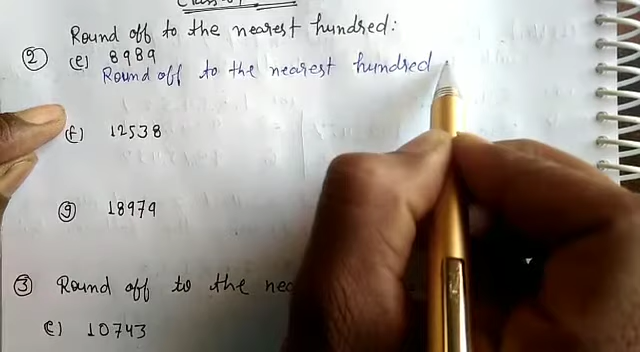 Round off to the nearest hundred:
② (e) 8989
Round off to the nearest hundred
(f) 12538
⑨ 18979
③ Round off to the
e) 10743